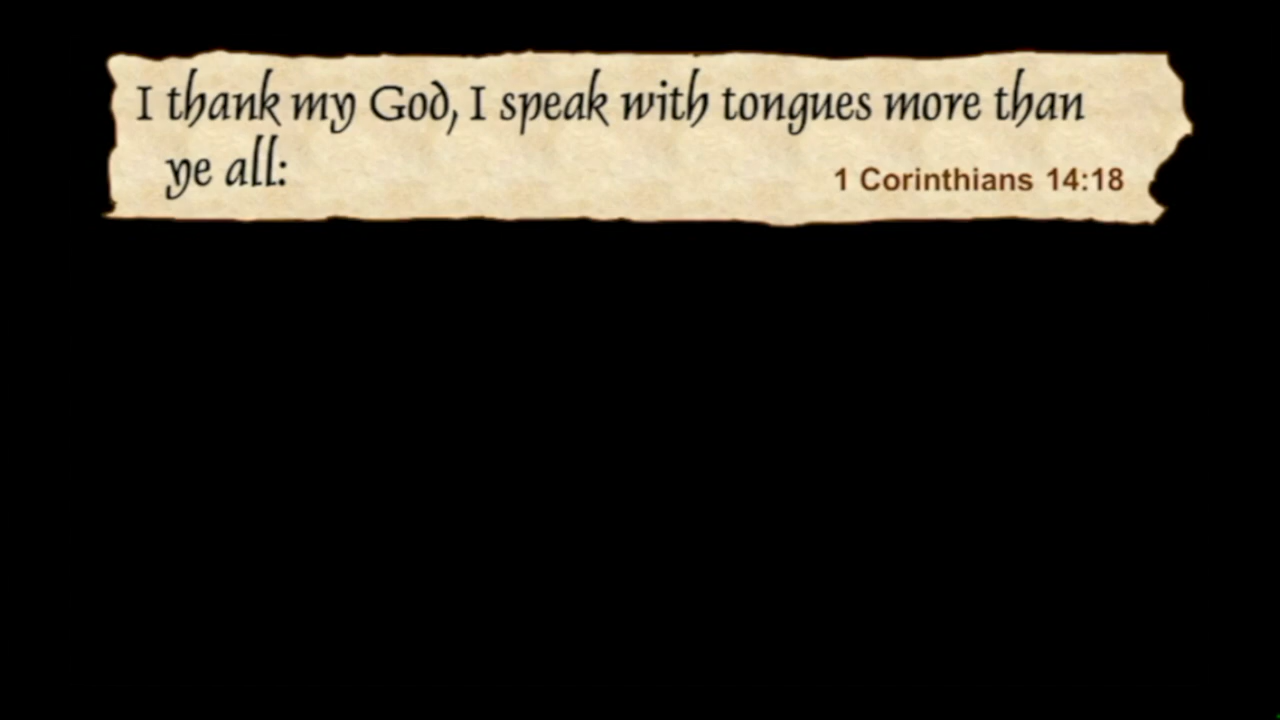 I thank my God, I speak with tongues more than
ye all:
1 Corinthians 14:18